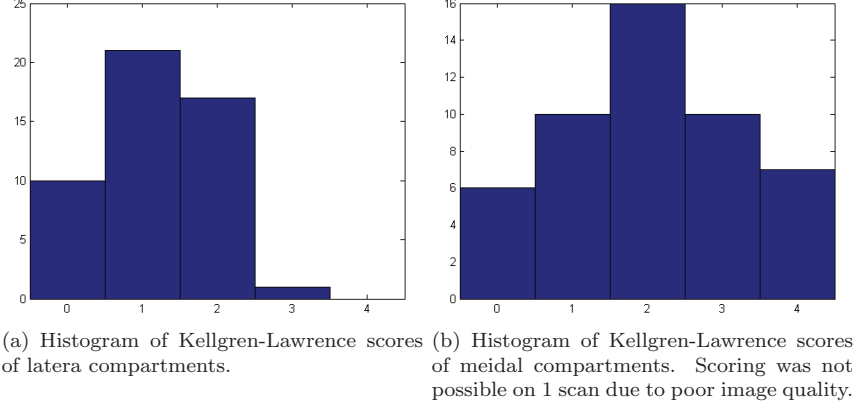 25
20
15
10
5
0
0 1 2 3 4
16
14
12
10
8
6
4
2
0
0 1 2 3 4
(a) Histogram of Kellgren-Lawrence scores
of latera compartments.
(b) Histogram of Kellgren-Lawrence scores
of meidal compartments. Scoring was not
possible on 1 scan due to poor image quality.